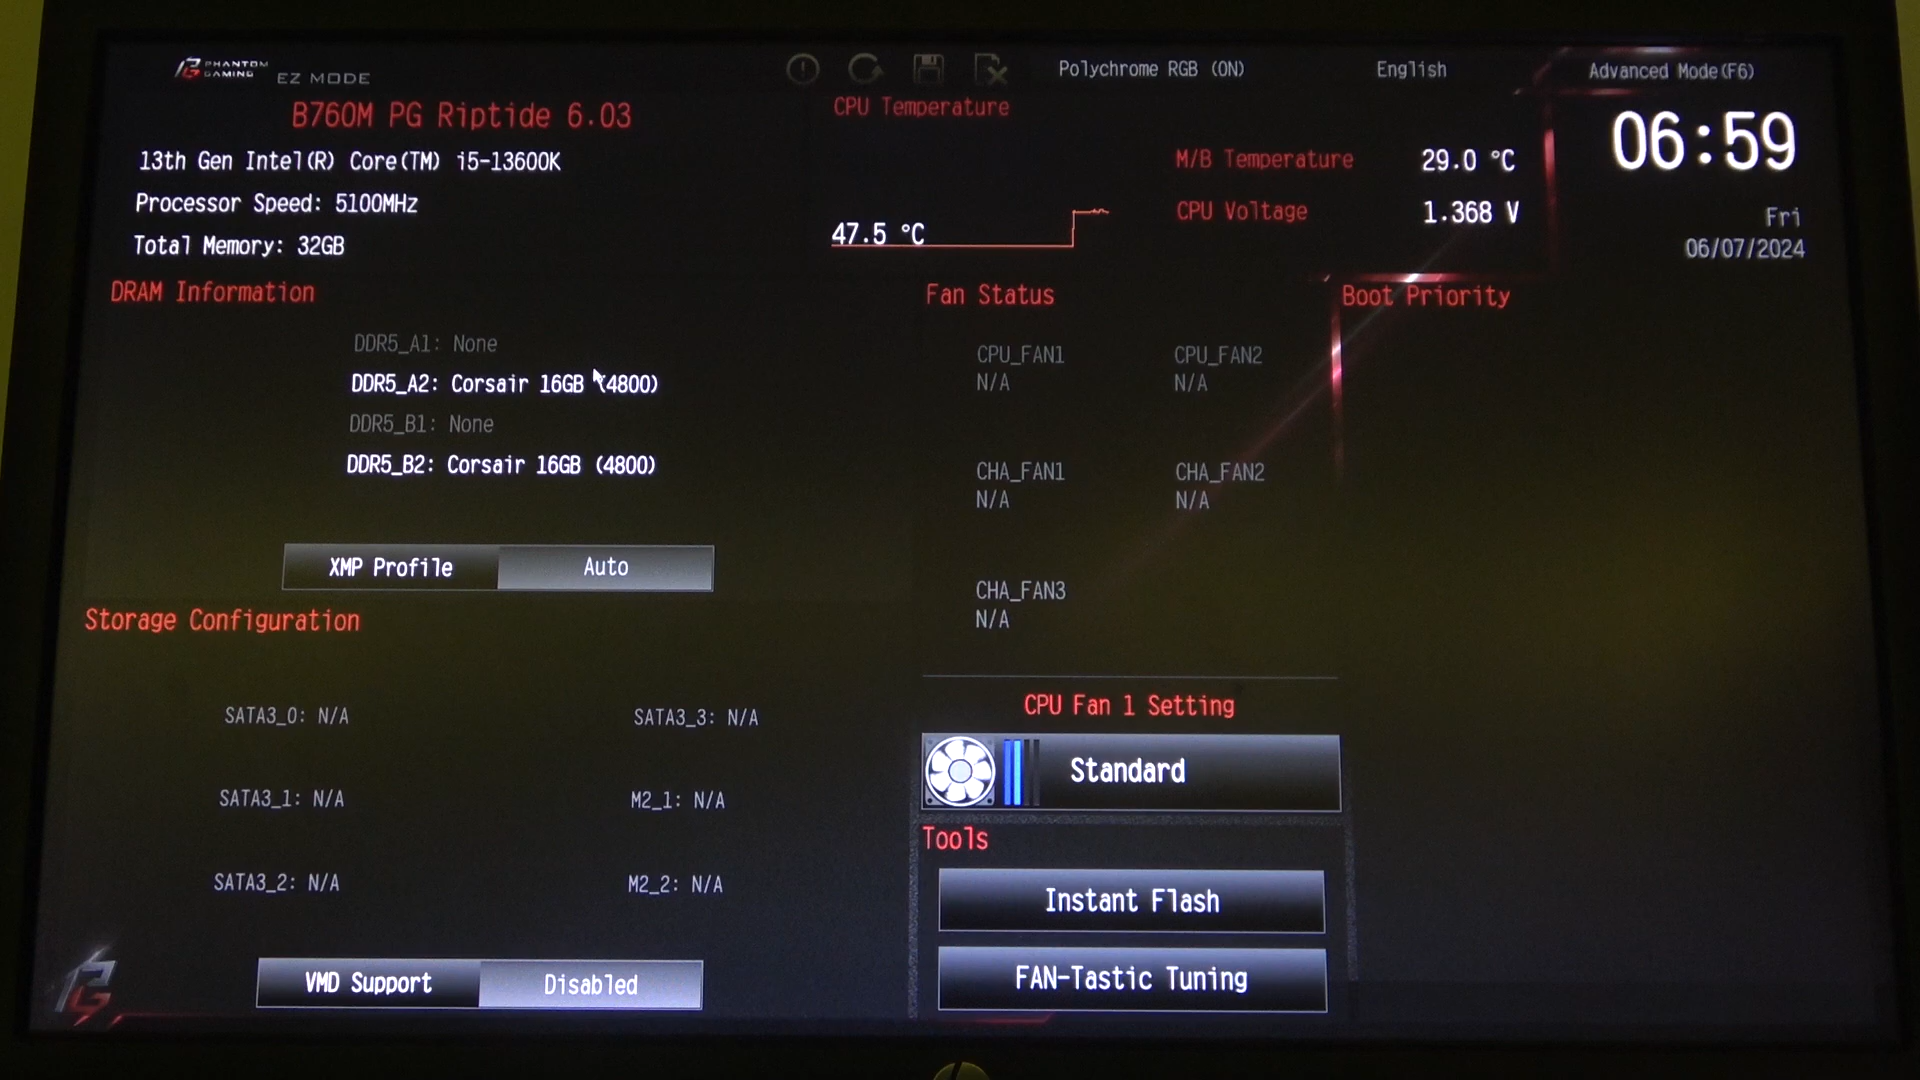 PHANTOM GAMING EZ MODE
Polychrome RGB (ON)
English
Advanced Mode(F6)
B760M PG Riptide 6.03
13th Gen Intel(R) Core(TM) i5-13600K
Processor Speed: 5100MHz
Total Memory: 32GB
CPU Temperature
47.5 °C
M/B Temperature 29.0 °C
CPU Voltage 1.368 V
06:59
Fri
06/07/2024
DRAM Information
DDR5_A1: None
DDR5_A2: Corsair 16GB (4800)
DDR5_B1: None
DDR5_B2: Corsair 16GB (4800)
XMP Profile Auto
Storage Configuration
SATA3_0: N/A
SATA3_3: N/A
SATA3_1: N/A
M2_1: N/A
SATA3_2: N/A
M2_2: N/A
VMD Support Disabled
Fan Status
CPU_FAN1
N/A
CPU_FAN2
N/A
CHA_FAN1
N/A
CHA_FAN2
N/A
CHA_FAN3
N/A
CPU Fan 1 Setting
Standard
Tools
Instant Flash
FAN-Tastic Tuning
Boot Priority